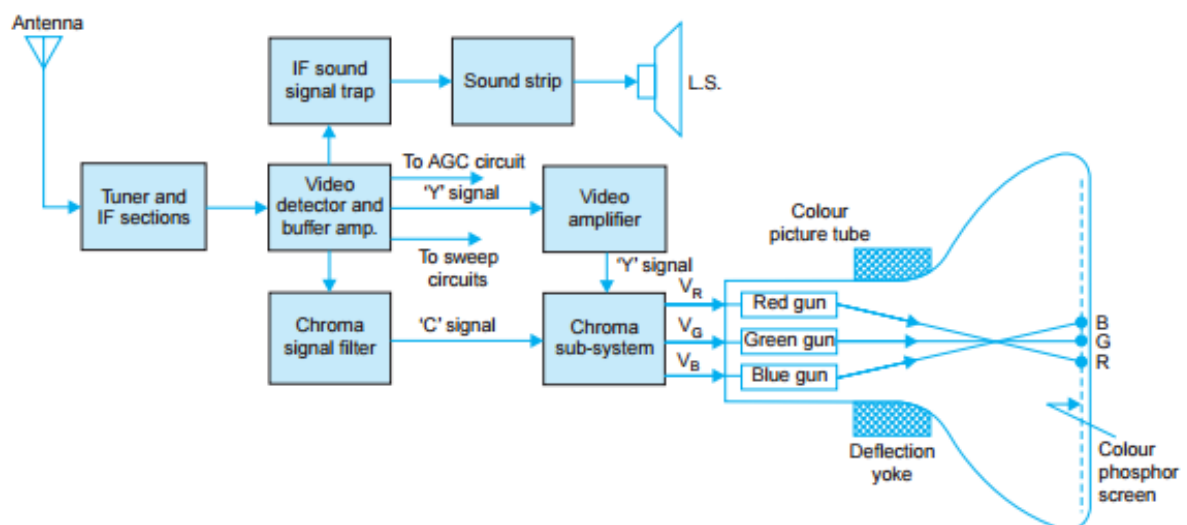 Antenna
IF sound
signal trap
Sound strip
L.S.
Tuner and
IF sections
Video
detector and
buffer amp.
To AGC circuit
'Y' signal
To sweep
circuits
Video
amplifier
'Y' signal
Chroma
signal filter
'C' signal
Chroma
sub-system
VR
VG
VB
Colour
picture tube
Red gun
Green gun
Blue gun
B
G
R
Deflection
yoke
Colour
phosphor
screen